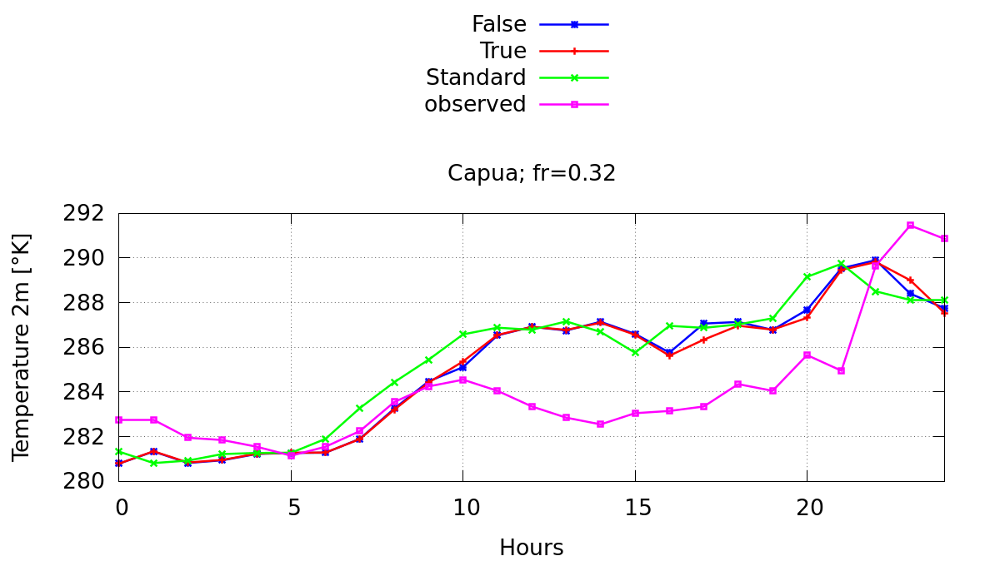 False
True
Standard
observed
Capua; fr=0.32
292
290
288
286
284
282
280
Temperature 2m [°K]
0 5 10 15 20
Hours